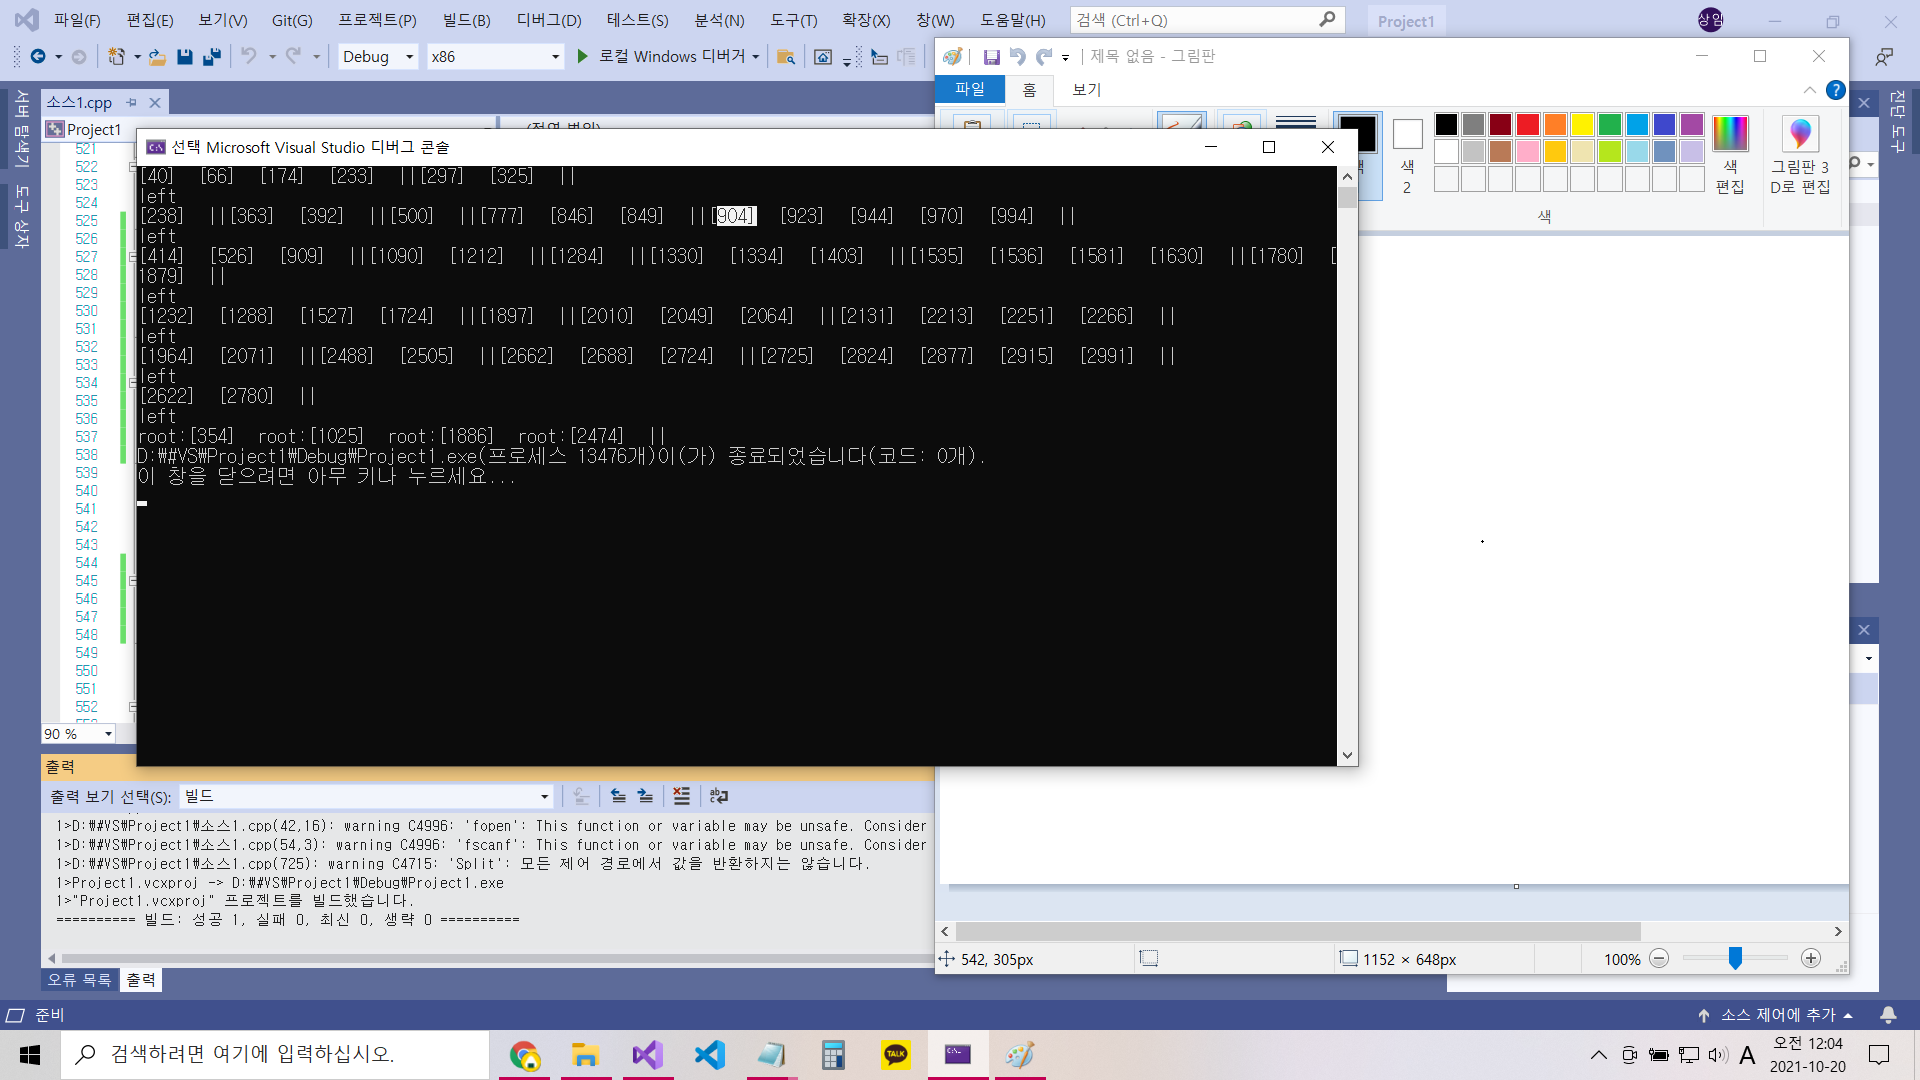 파일(F) 편집(E) 보기(V) Git(G) 프로젝트(P) 빌드(B) 디버그(D) 테스트(S) 분석(N) 도구(T) 확장(X) 창(W) 도움말(H) 검색 (Ctrl+Q) Project1 상임
Debug x86 로컬 Windows 디버거
제목 없음 - 그림판
파일 홈 보기
서버 탐색기
도구 상자
진단 도구
소스1.cpp
Project1
색
2
색
편집
그림판 3
D로 편집
색
선택 Microsoft Visual Studio 디버그 콘솔
[40] [66] [174] [233] ||[297] [325] ||
left
[238] ||[363] [392] ||[500] ||[777] [846] [849] ||[904] [923] [944] [970] [994] ||
left
[414] [526] [909] ||[1090] [1212] ||[1284] ||[1330] [1334] [1403] ||[1535] [1536] [1581] [1630] ||[1780] [
1879] ||
left
[1232] [1288] [1527] [1724] ||[1897] ||[2010] [2049] [2064] ||[2131] [2213] [2251] [2266] ||
left
[1964] [2071] ||[2488] [2505] ||[2662] [2688] [2724] ||[2725] [2824] [2877] [2915] [2991] ||
left
[2622] [2780] ||
left
root:[354] root:[1025] root:[1886] root:[2474] ||
D:\#VS\Project1\Debug\Project1.exe(프로세스 13476개)이(가) 종료되었습니다(코드: 0개).
이 창을 닫으려면 아무 키나 누르세요...
521
522
523
524
525
526
527
528
529
530
531
532
533
534
535
536
537
538
539
540
541
542
543
544
545
546
547
548
549
550
551
552
90 %
출력
출력 보기 선택(S): 빌드
1>D:\#VS\Project1\소스1.cpp(42,16): warning C4996: 'fopen': This function or variable may be unsafe. Consider
1>D:\#VS\Project1\소스1.cpp(54,3): warning C4996: 'fscanf': This function or variable may be unsafe. Consider
1>D:\#VS\Project1\소스1.cpp(725): warning C4715: 'Split': 모든 제어 경로에서 값을 반환하지는 않습니다.
1>Project1.vcxproj -> D:\#VS\Project1\Debug\Project1.exe
1>"Project1.vcxproj" 프로젝트를 빌드했습니다.
========== 빌드: 성공 1, 실패 0, 최신 0, 생략 0 ==========
오류 목록 출력
542, 305px 1152 × 648px 100%
준비 소스 제어에 추가
검색하려면 여기에 입력하십시오.
TALK
A
오전 12:04
2021-10-20